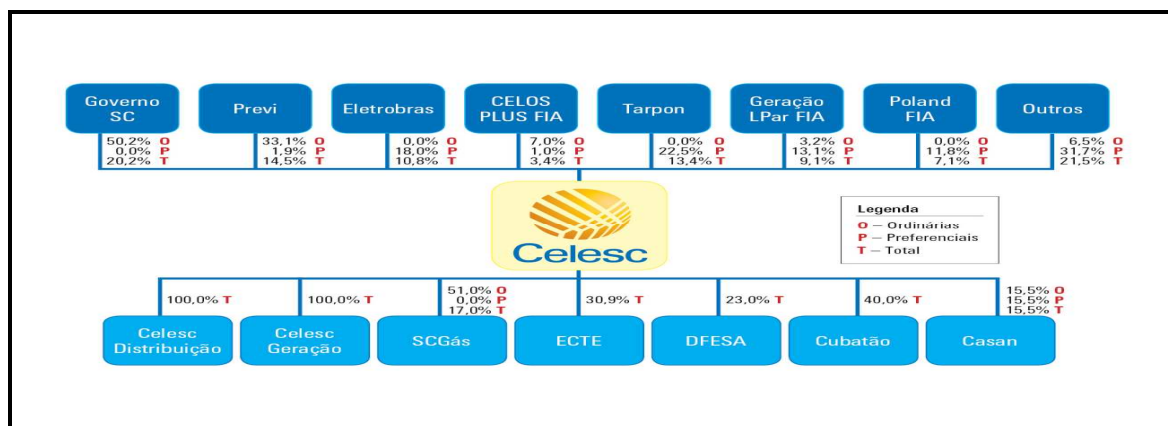 Governo
SC
Previ
Eletrobras
CELOS
PLUS FIA
Tarpon
Geração
LPar FIA
Poland
FIA
Outros
50,2% O
0,0% P
20,2% T
33,1% O
1,9% P
14,5% T
0,0% O
18,0% P
10,8% T
7,0% O
1,0% P
3,4% T
0,0% O
22,5% P
13,4% T
3,2% O
13,1% P
9,1% T
0,0% O
11,8% P
7,1% T
6,5% O
31,7% P
21,5% T
Celesc
Legenda
O – Ordinárias
P – Preferenciais
T – Total
100,0% T
100,0% T
51,0% O
0,0% P
17,0% T
30,9% T
23,0% T
40,0% T
15,5% O
15,5% P
15,5% T
Celesc
Distribuição
Celesc
Geração
SCGás
ECTE
DFESA
Cubatão
Casan